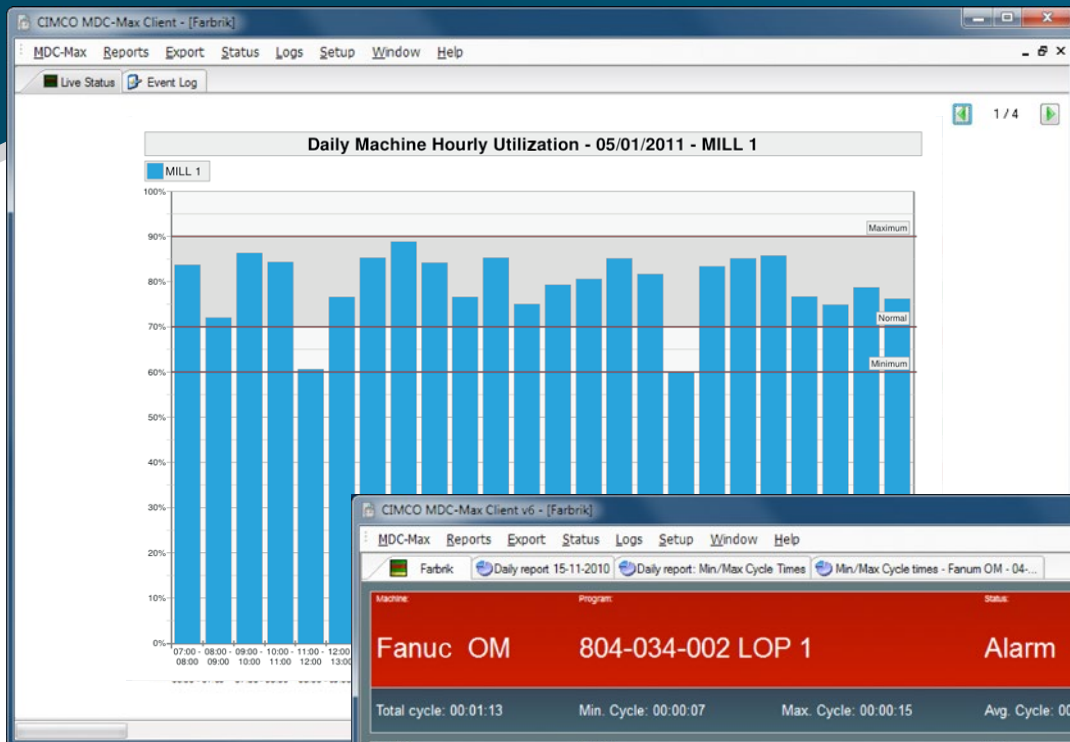 CIMCO MDC-Max Client - [Farbrik]
MDC-Max Reports Export Status Logs Setup Window Help
Live Status Event Log
1 / 4
Daily Machine Hourly Utilization - 05/01/2011 - MILL 1
MILL 1
100%
90%
Maximum
80%
70%
Normal
Minimum
60%
50%
40%
30%
20%
10%
0%
07:00 - 08:00 - 09:00 - 10:00 - 11:00 - 12:00 -
08:00 09:00 10:00 11:00 12:00 13:00
CIMCO MDC-Max Client v6 - [Farbrik]
MDC-Max Reports Export Status Logs Setup Window Help
Farbrik Daily report 15-11-2010 Daily report: Min/Max Cycle Times Min/Max Cycle times - Fanum OM - 04-...
Machine: Program: Status:
Fanuc OM 804-034-002 LOP 1 Alarm
Total cycle: 00:01:13 Min. Cycle: 00:00:07 Max. Cycle: 00:00:15 Avg. Cycle: 00